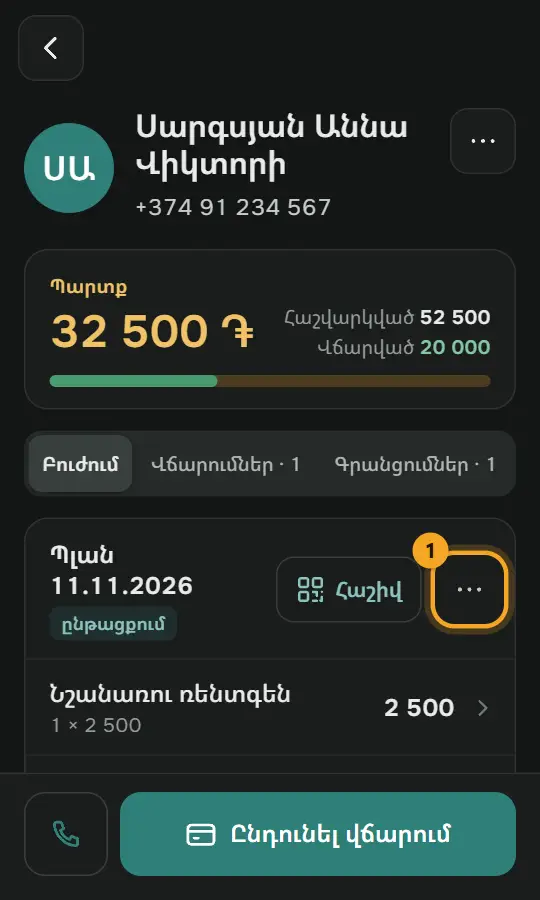 Սարգսյան Աննա
Վիկտորի
ՍԱ
+374 91 234 567
Պարտք
32 500 ֏
Հաշվարկված 52 500
Վճարված 20 000
Բուժում
Վճարումներ · 1
Գրանցումներ · 1
Պլան
11.11.2026
ընթացքում
Հաշիվ
1
Նշանառու ռենտգեն
1 × 2 500
2 500
Ընդունել վճարում